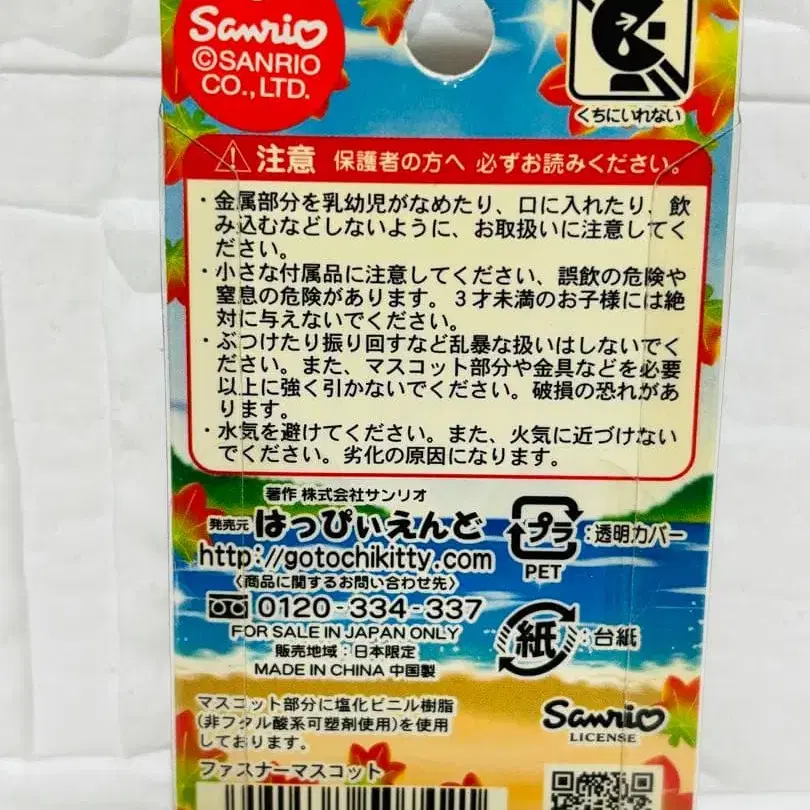 Sanrio
©SANRIO
CO.,LTD.
くちにいれない
注意 保護者の方へ 必ずお読みください。
・金属部分を乳幼児がなめたり、口に入れたり、飲
み込むなどしないように、お取扱いに注意してく
ださい。
・小さな付属品に注意してください、誤飲の危険や
窒息の危険があります。3才未満のお子様には絶
対に与えないでください。
・ぶつけたり振り回すなど乱暴な扱いはしないでく
ださい。また、マスコット部分や金具などを必要
以上に強く引かないでください。破損の恐れがあ
ります。
・水気を避けてください。また、火気に近づけない
でください。劣化の原因になります。
著作 株式会社サンリオ
発売元 はっぴぃえんど
http://gotochikitty.com
〈商品に関するお問い合わせ先〉
0120-334-337
FOR SALE IN JAPAN ONLY
販売地域:日本限定
MADE IN CHINA 中国製
プラ:透明カバー
PET
紙:台紙
マスコット部分に塩化ビニル樹脂
(非フタル酸系可塑剤使用)を使用
しております。
ファスナーマスコット
Sanrio
LICENSE